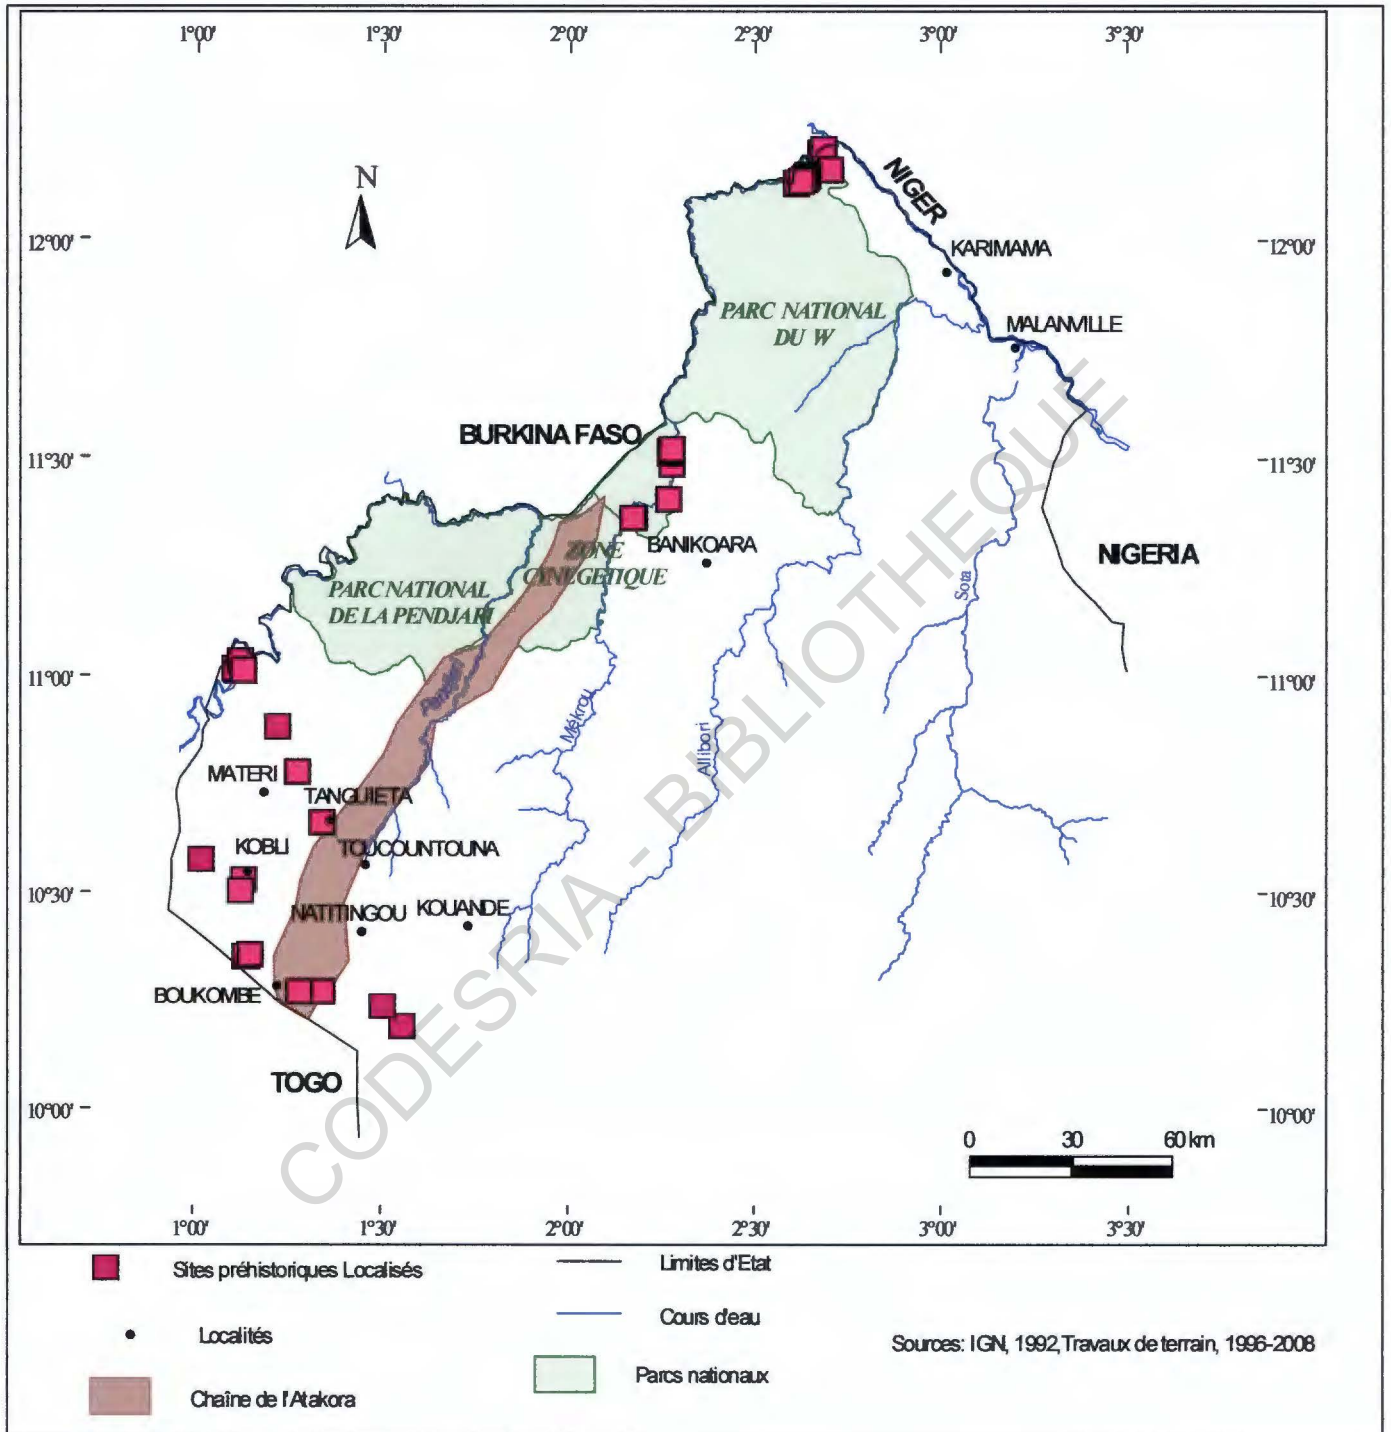 1°00' 1°30' 2°00' 2°30' 3°00' 3°30'
N
NIGER
12°00' 12°00'
KARIMAMA
PARC NATIONAL
DU W
MALANVILLE
BURKINA FASO
11°30' 11°30'
BANIKOARA
ZONE
CYNEGETIQUE
NIGERIA
PARC NATIONAL
DE LA PENDJARI
Sota
11°00' 11°00'
Pendjari
Mékrou
Allibori
MATERI
TANGUIETA
KOBLI
TOUCOUNTOUNA
10°30' 10°30'
NATITINGOU
KOUANDE
BOUKOMBE
TOGO
10°00' 10°00'
0 30 60 km
CODESRIA - BIBLIOTHEQUE
1°00' 1°30' 2°00' 2°30' 3°00' 3°30'
Sites préhistoriques Localisés
Limites d'Etat
Localités
Cours d'eau
Sources: IGN, 1992, Travaux de terrain, 1996-2008
Chaîne de l'Atakora
Parcs nationaux